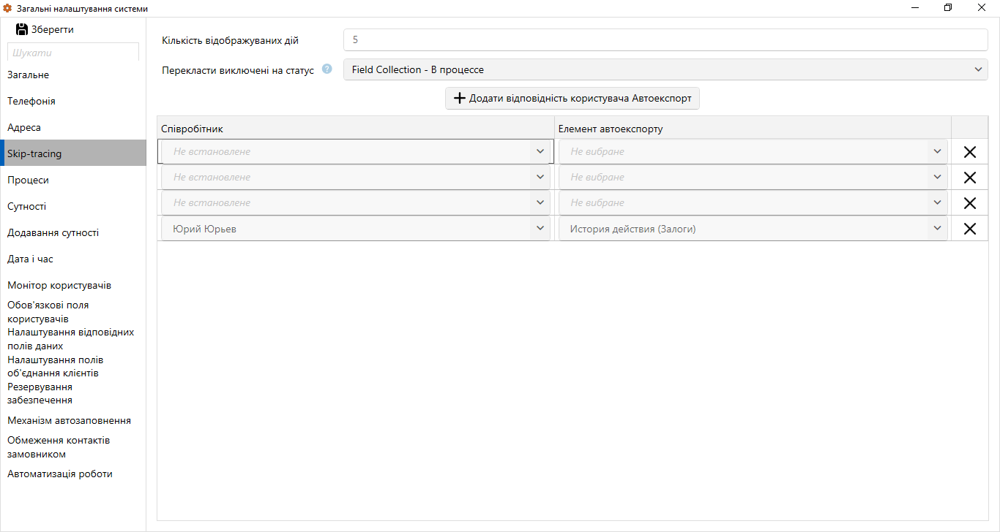 Загальні налаштування системи
Зберегти
Шукати
Загальне
Телефонія
Адреса
Skip-tracing
Процеси
Сутності
Додавання сутності
Дата і час
Монітор користувачів
Обов'язкові поля
користувачів
Налаштування відповідних
полів даних
Налаштування полів
об'єднання клієнтів
Резервування
забезпечення
Механізм автозаповнення
Обмеження контактів
замовником
Автоматизація роботи
Кількість відображуваних дій
5
Перекласти виключені на статус ?
Field Collection - В процессе
Додати відповідність користувача Автоекспорт
Співробітник Елемент автоекспорту
Не встановлене Не вибране
Не встановлене Не вибране
Не встановлене Не вибране
Юрий Юрьев История действия (Залоги)